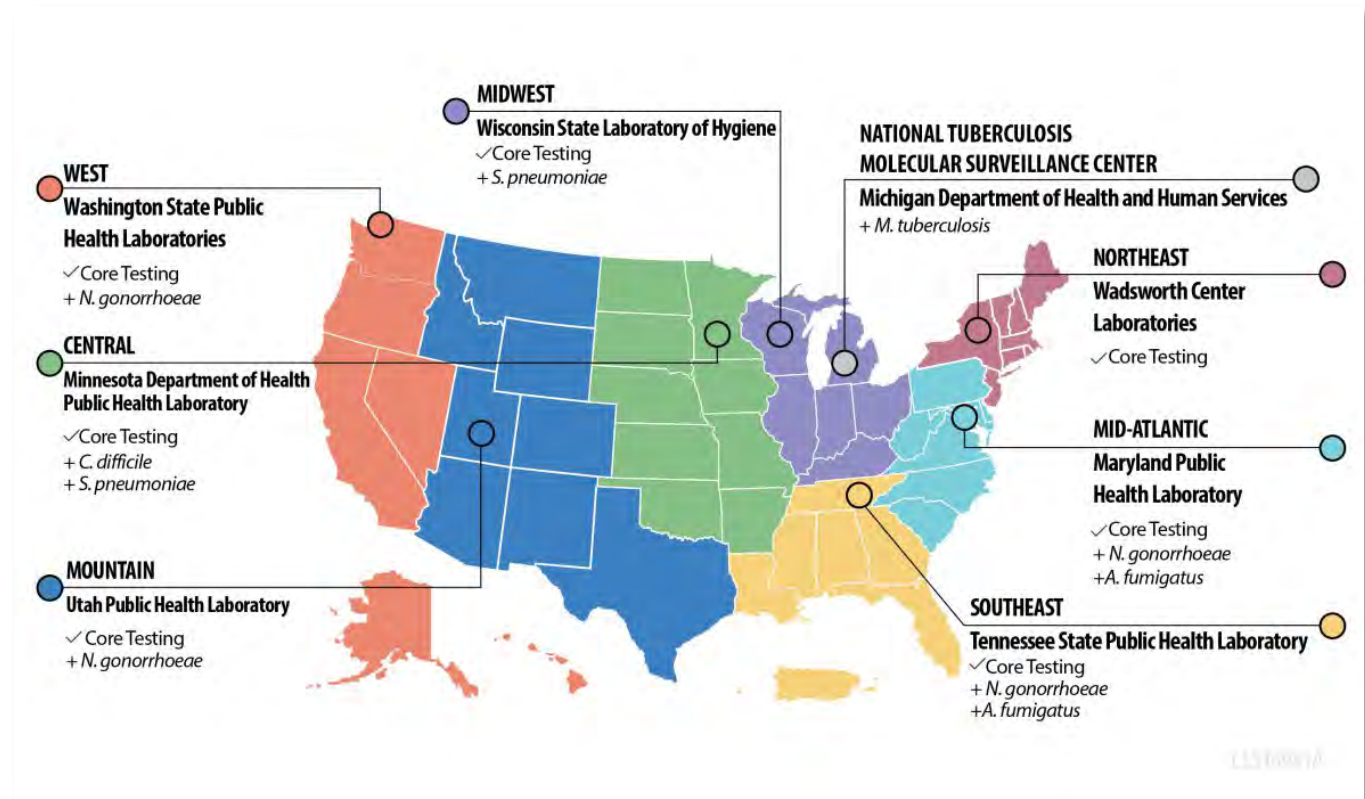 MIDWEST
Wisconsin State Laboratory of Hygiene
✓Core Testing
+ S. pneumoniae
NATIONAL TUBERCULOSIS
MOLECULAR SURVEILLANCE CENTER
Michigan Department of Health and Human Services
+ M. tuberculosis
WEST
Washington State Public
Health Laboratories
✓Core Testing
+ N. gonorrhoeae
NORTHEAST
Wadsworth Center
Laboratories
✓Core Testing
CENTRAL
Minnesota Department of Health
Public Health Laboratory
✓Core Testing
+ C. difficile
+ S. pneumoniae
MID-ATLANTIC
Maryland Public
Health Laboratory
✓Core Testing
+ N. gonorrhoeae
+A. fumigatus
MOUNTAIN
Utah Public Health Laboratory
✓ Core Testing
+ N. gonorrhoeae
SOUTHEAST
Tennessee State Public Health Laboratory
✓Core Testing
+ N. gonorrhoeae
+A. fumigatus